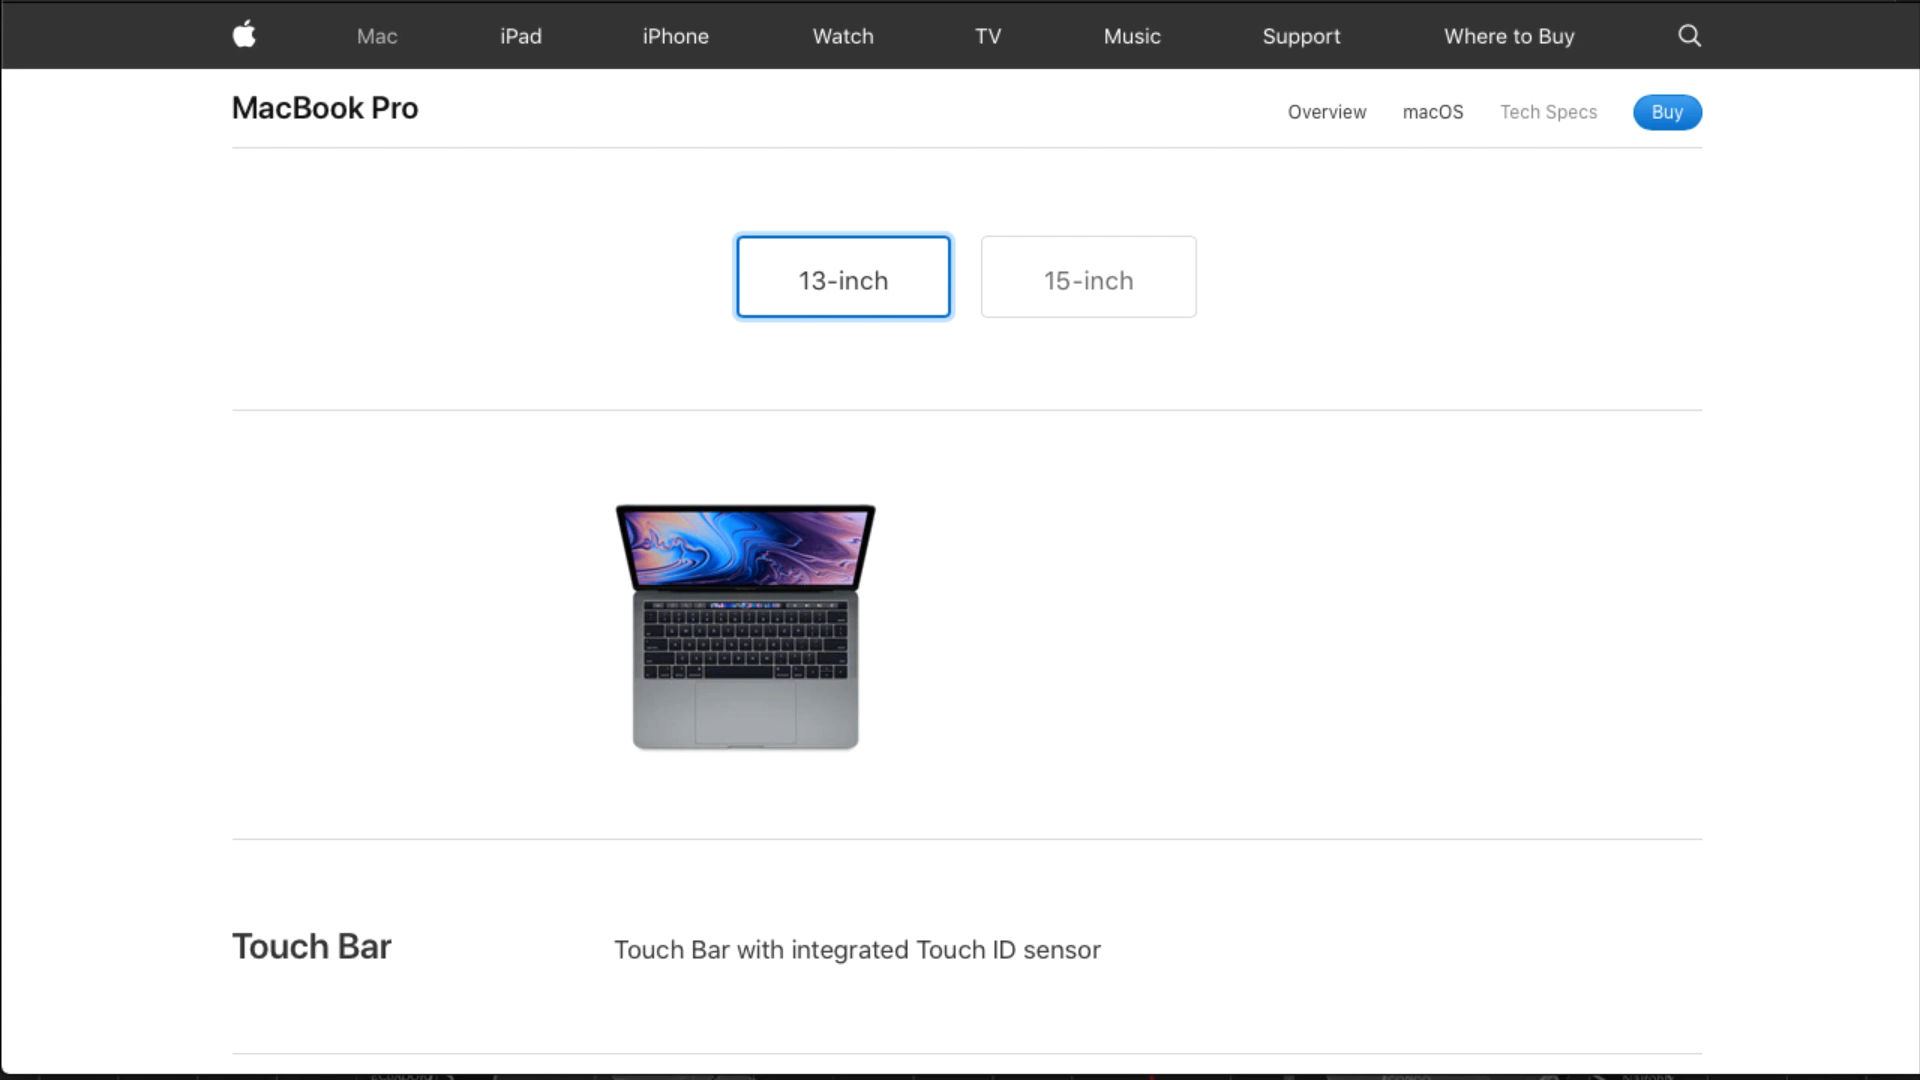 Mac iPad iPhone Watch TV Music Support Where to Buy
MacBook Pro
Overview macOS Tech Specs Buy
13-inch 15-inch
Touch Bar
Touch Bar with integrated Touch ID sensor